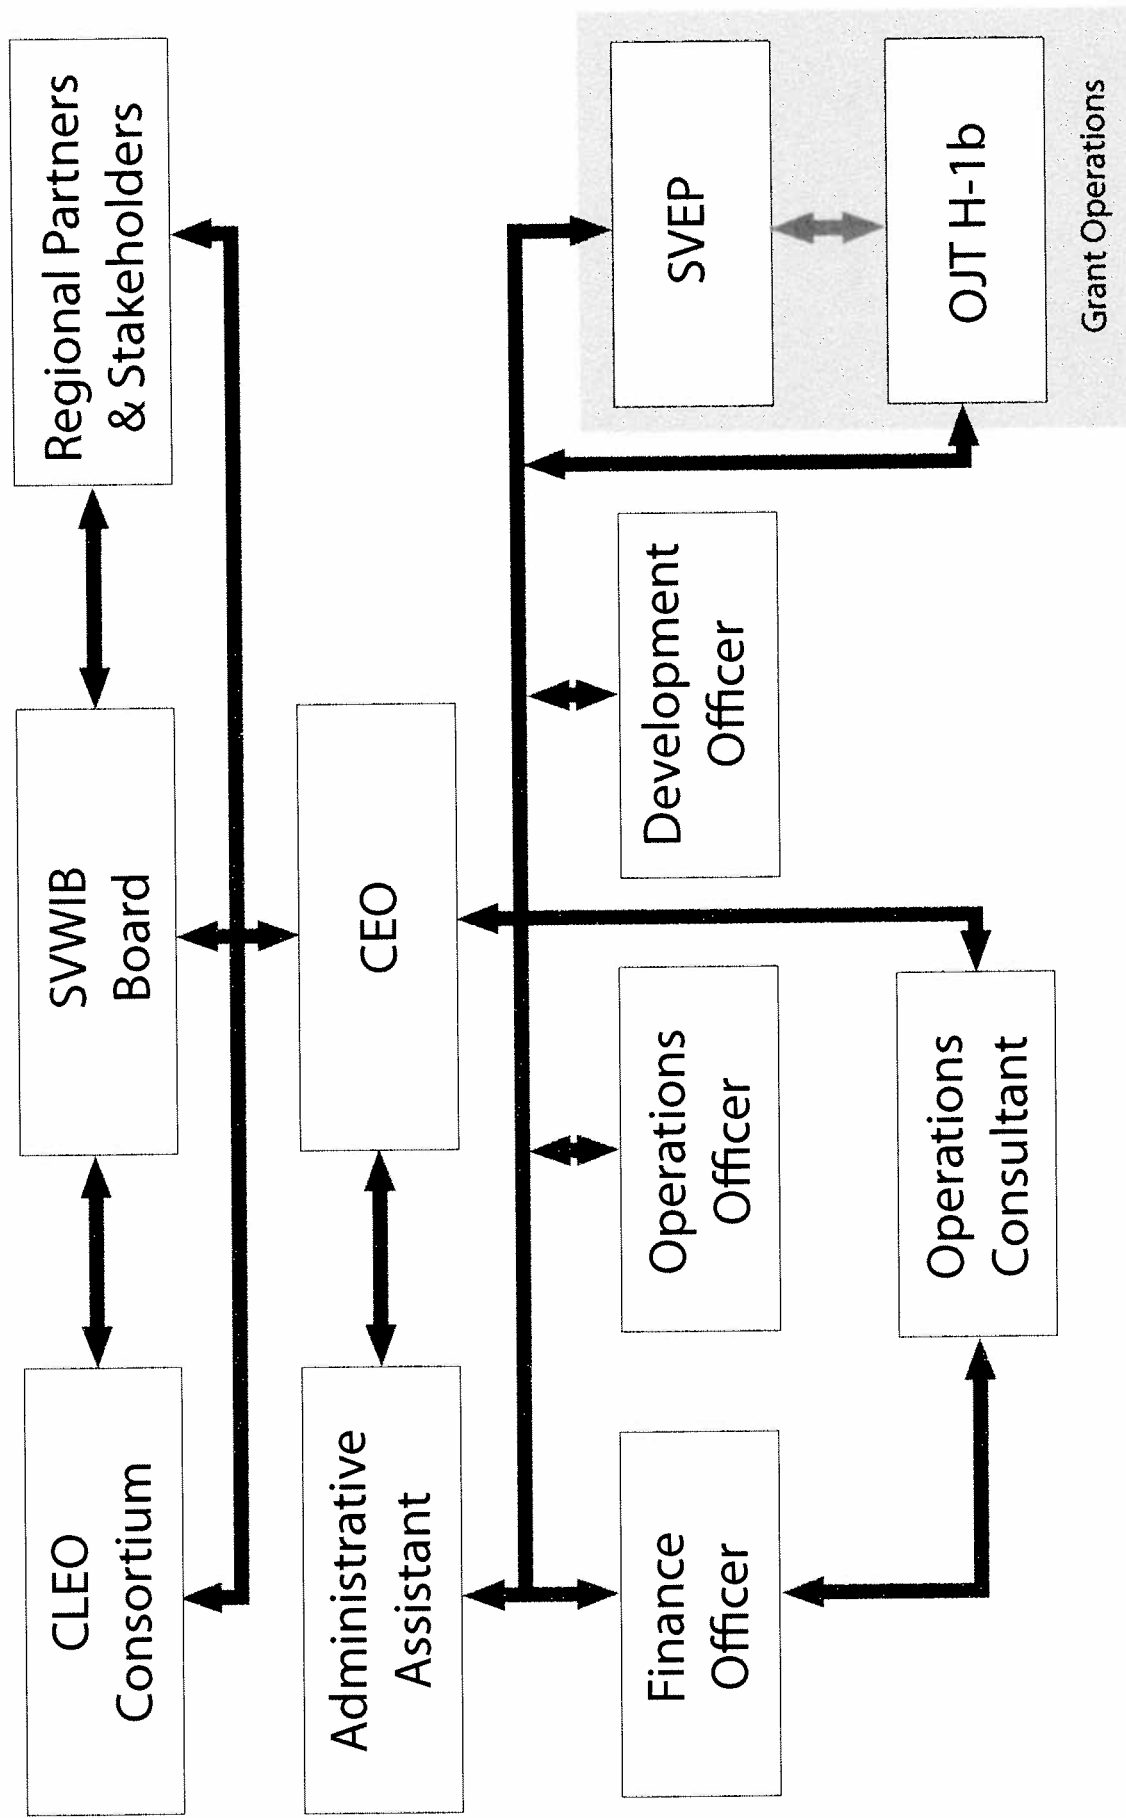 CLEO
Consortium
SVWIB
Board
Regional Partners
& Stakeholders
Administrative
Assistant
CEO
Finance
Officer
Operations
Officer
Development
Officer
SVEP
Operations
Consultant
OJT H-1b
Grant Operations